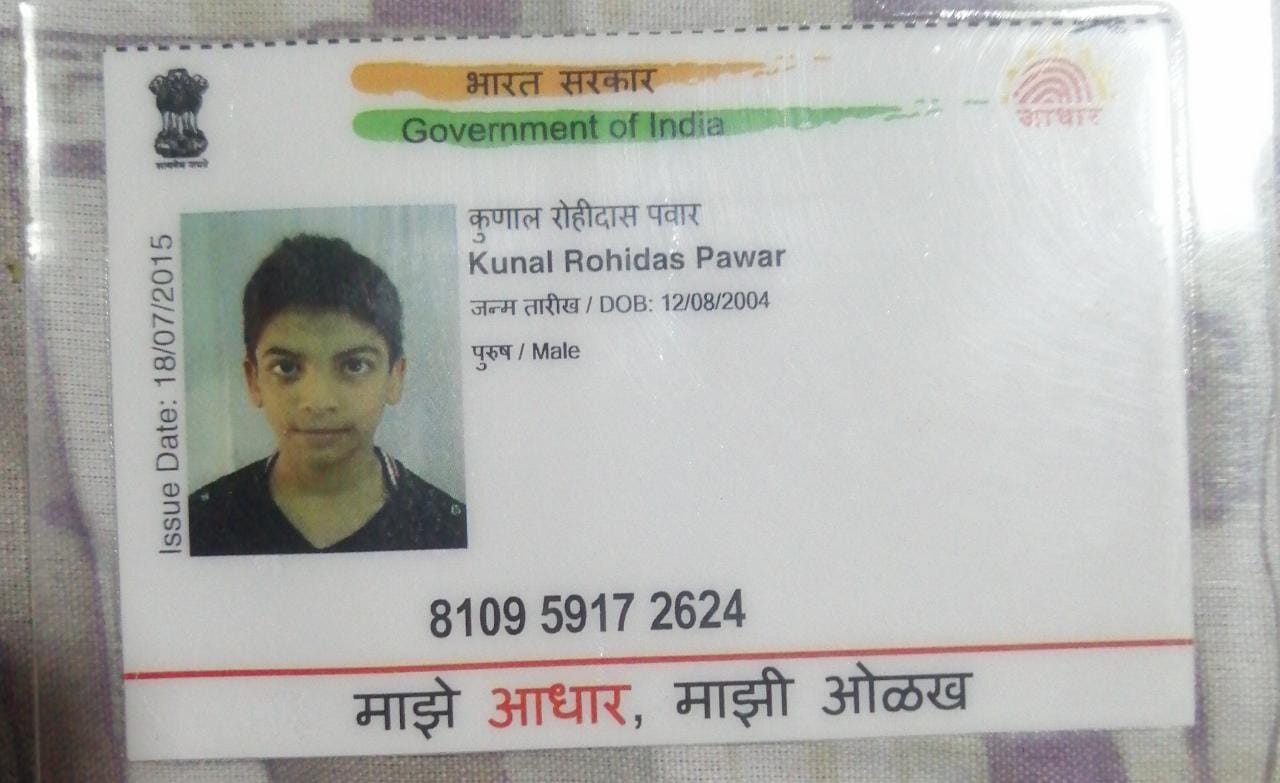 भारत सरकार
Government of India
आधार
सत्यमेव जयते
Issue Date: 18/07/2015
कुणाल रोहीदास पवार
Kunal Rohidas Pawar
जन्म तारीख / DOB: 12/08/2004
पुरुष / Male
8109 5917 2624
माझे आधार, माझी ओळख